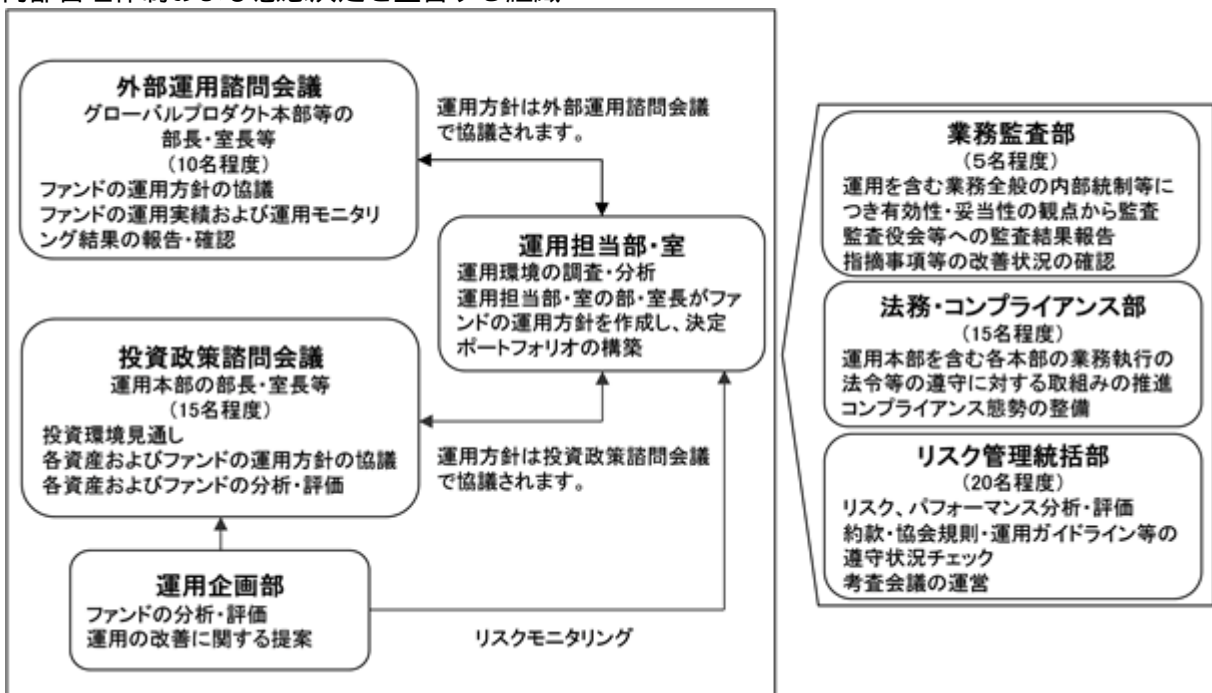 外部運用諮問会議
グローバルプロダクト本部等の
部長・室長等
(10名程度)
ファンドの運用方針の協議
ファンドの運用実績および運用モニタリ
ング結果の報告・確認
運用方針は外部運用諮問会議
で協議されます。
運用担当部・室
運用環境の調査・分析
運用担当部・室の部・室長がファ
ンドの運用方針を作成し、決定
ポートフォリオの構築
投資政策諮問会議
運用本部の部長・室長等
(15名程度)
投資環境見通し
各資産およびファンドの運用方針の協議
各資産およびファンドの分析・評価
運用方針は投資政策諮問会議
で協議されます。
運用企画部
ファンドの分析・評価
運用の改善に関する提案
リスクモニタリング
業務監査部
(5名程度)
運用を含む業務全般の内部統制等に
つき有効性・妥当性の観点から監査
監査役会等への監査結果報告
指摘事項等の改善状況の確認
法務・コンプライアンス部
(15名程度)
運用本部を含む各本部の業務執行の
法令等の遵守に対する取組みの推進
コンプライアンス態勢の整備
リスク管理統括部
(20名程度)
リスク、パフォーマンス分析・評価
約款・協会規則・運用ガイドライン等の
遵守状況チェック
考査会議の運営